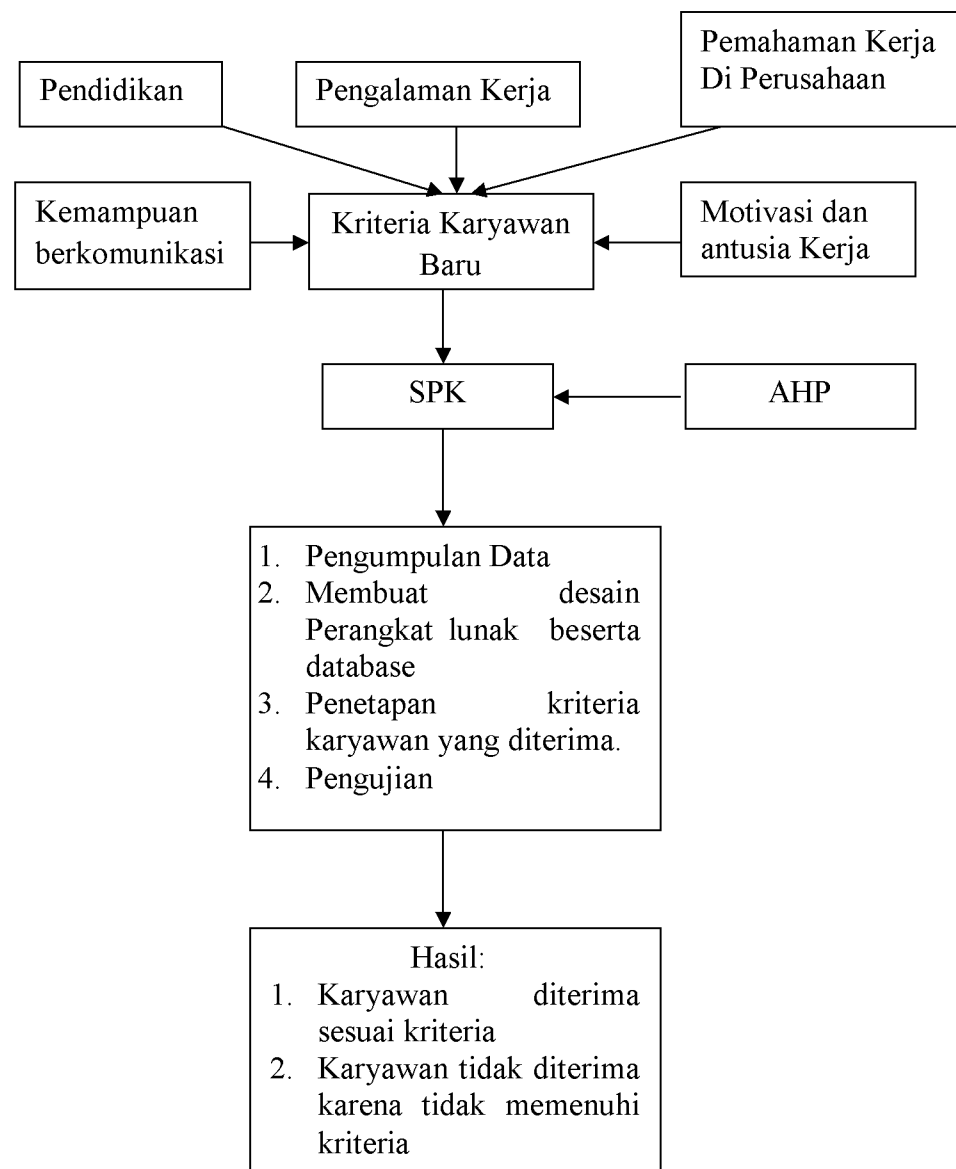 Pemahaman Kerja
Di Perusahaan
Pendidikan
Pengalaman Kerja
Kemampuan
berkomunikasi
Kriteria Karyawan
Baru
Motivasi dan
antusia Kerja
SPK
AHP
1. Pengumpulan Data
2. Membuat desain
Perangkat lunak beserta
database
3. Penetapan kriteria
karyawan yang diterima.
4. Pengujian
Hasil:
1. Karyawan diterima
sesuai kriteria
2. Karyawan tidak diterima
karena tidak memenuhi
kriteria